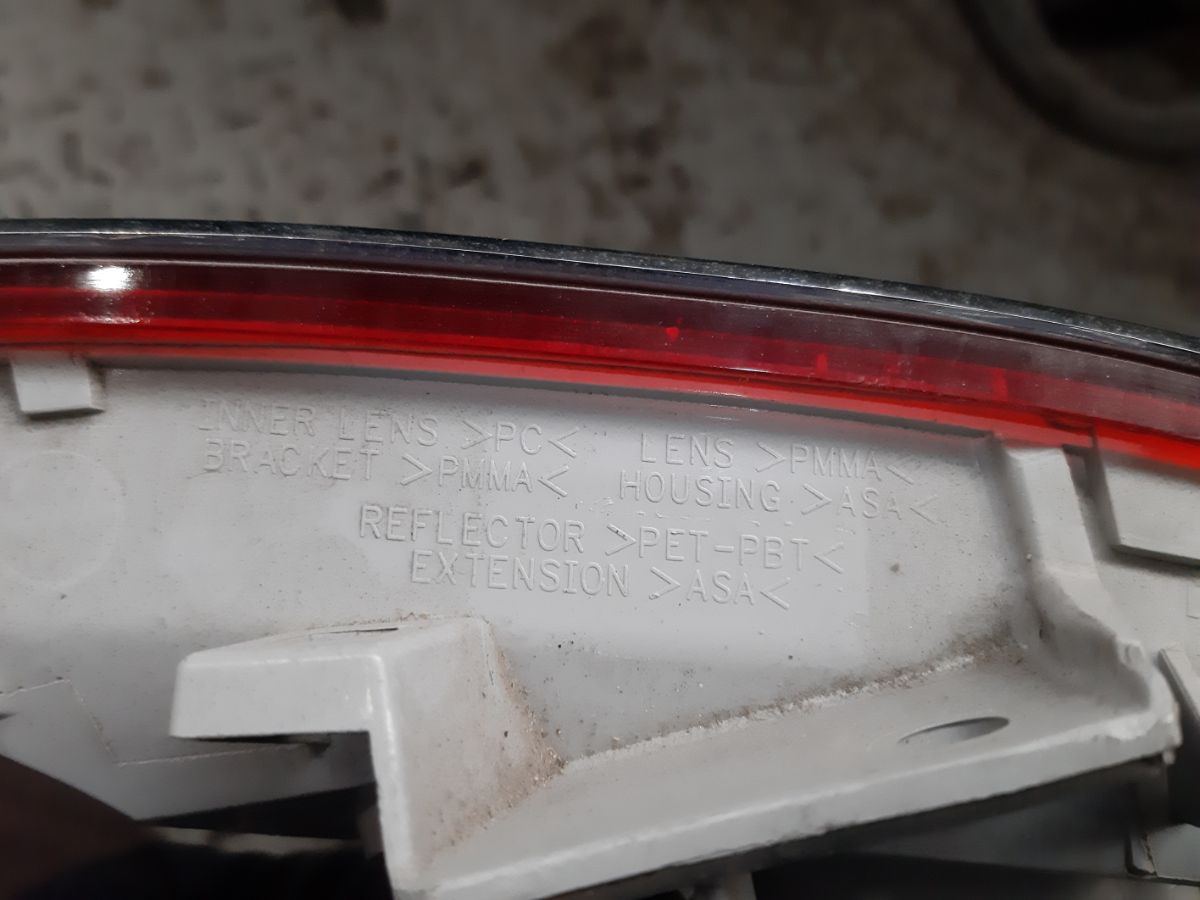 INNER LENS >PC< LENS >PMMA<
BRACKET >PMMA< HOUSING >ASA<
REFLECTOR >PET-PBT<
EXTENSION >ASA<